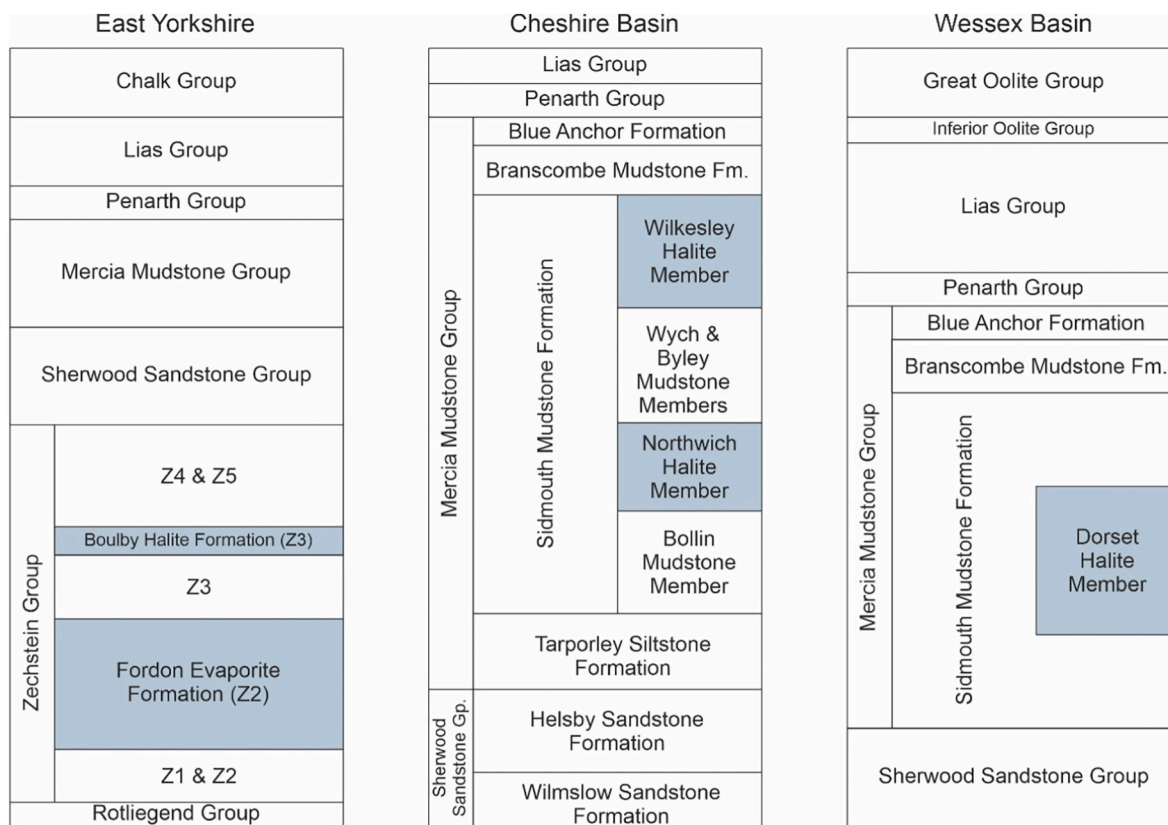 East Yorkshire
Chalk Group
Lias Group
Penarth Group
Mercia Mudstone Group
Sherwood Sandstone Group
Zechstein Group
Z4 & Z5
Boulby Halite Formation (Z3)
Z3
Fordon Evaporite
Formation (Z2)
Z1 & Z2
Rotliegend Group
Cheshire Basin
Lias Group
Penarth Group
Mercia Mudstone Group
Blue Anchor Formation
Branscombe Mudstone Fm.
Sidmouth Mudstone Formation
Wilkesley
Halite
Member
Wych &
Byley
Mudstone
Members
Northwich
Halite
Member
Bollin
Mudstone
Member
Tarporley Siltstone
Formation
Sherwood
Sandstone Gp.
Helsby Sandstone
Formation
Wilmslow Sandstone
Formation
Wessex Basin
Great Oolite Group
Inferior Oolite Group
Lias Group
Penarth Group
Mercia Mudstone Group
Blue Anchor Formation
Branscombe Mudstone Fm.
Sidmouth Mudstone Formation
Dorset
Halite
Member
Sherwood Sandstone Group